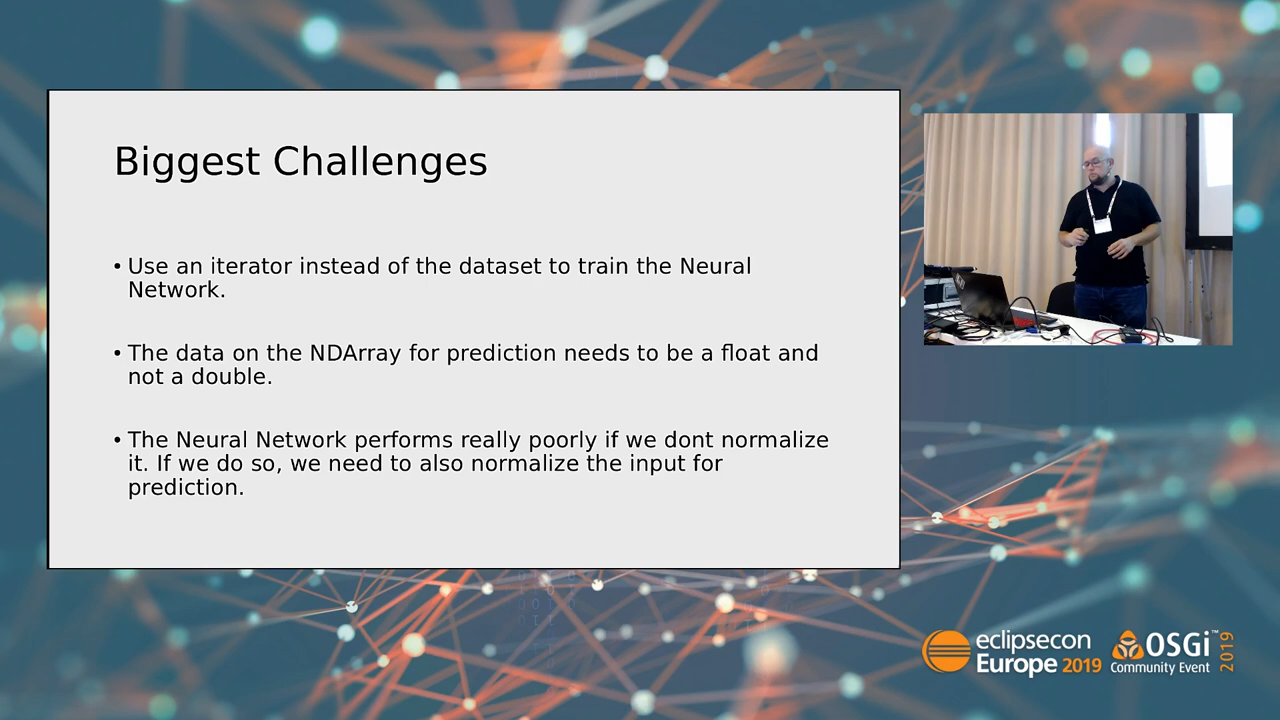 Biggest Challenges
• Use an iterator instead of the dataset to train the Neural
Network.
• The data on the NDArray for prediction needs to be a float and
not a double.
• The Neural Network performs really poorly if we dont normalize
it. If we do so, we need to also normalize the input for
prediction.
eclipsecon
Europe 2019
OSGi™
Community Event
2019